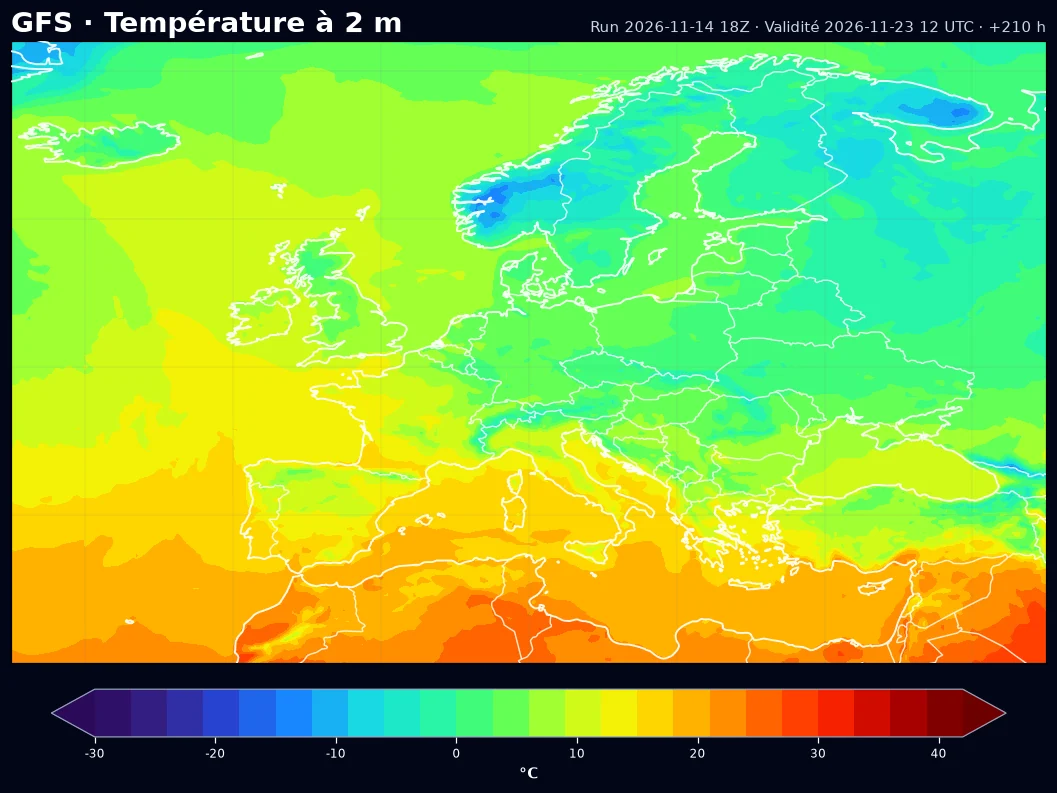 GFS · Température à 2 m
Run 2026-11-14 18Z · Validité 2026-11-23 12 UTC · +210 h
-30 -20 -10 0 10 20 30 40
°C